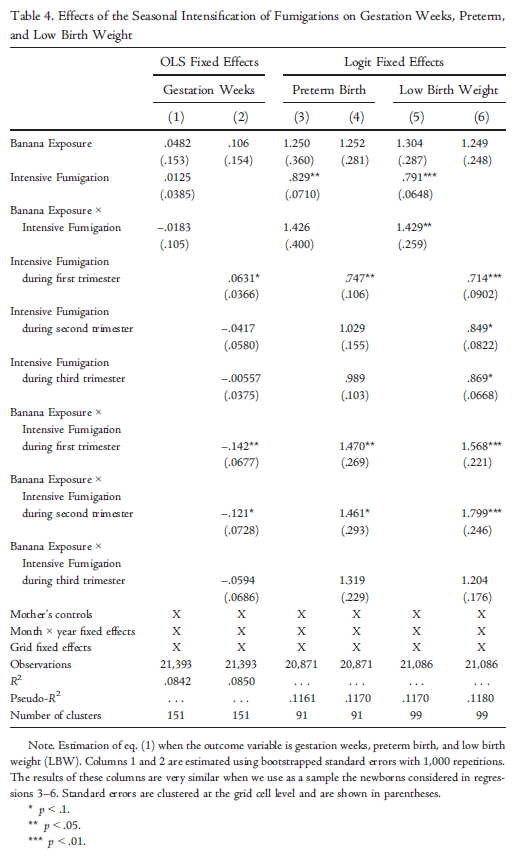 Table 4. Effects of the Seasonal Intensification of Fumigations on Gestation Weeks, Preterm,
and Low Birth Weight
OLS Fixed Effects Logit Fixed Effects
Gestation Weeks Preterm Birth Low Birth Weight
(1) (2) (3) (4) (5) (6)
Banana Exposure .0482 .106 1.250 1.252 1.304 1.249
(.153) (.154) (.360) (.281) (.287) (.248)
Intensive Fumigation .0125 .829** .791***
(.0385) (.0710) (.0648)
Banana Exposure ×
Intensive Fumigation −.0183 1.426 1.429**
(.105) (.400) (.259)
Intensive Fumigation
during first trimester .0631* .747** .714***
(.0366) (.106) (.0902)
Intensive Fumigation
during second trimester −.0417 1.029 .849*
(.0580) (.155) (.0822)
Intensive Fumigation
during third trimester −.00557 .989 .869*
(.0375) (.103) (.0668)
Banana Exposure ×
Intensive Fumigation
during first trimester −.142** 1.470** 1.568***
(.0677) (.269) (.221)
Banana Exposure ×
Intensive Fumigation
during second trimester −.121* 1.461* 1.799***
(.0728) (.293) (.246)
Banana Exposure ×
Intensive Fumigation
during third trimester −.0594 1.319 1.204
(.0686) (.229) (.176)
Mother's controls X X X X X X
Month × year fixed effects X X X X X X
Grid fixed effects X X X X X X
Observations 21,393 21,393 20,871 20,871 21,086 21,086
R² .0842 .0850 . . . . . . . . . . . .
Pseudo-R² . . . . . . .1161 .1170 .1170 .1180
Number of clusters 151 151 91 91 99 99
Note. Estimation of eq. (1) when the outcome variable is gestation weeks, preterm birth, and low birth
weight (LBW). Columns 1 and 2 are estimated using bootstrapped standard errors with 1,000 repetitions.
The results of these columns are very similar when we use as a sample the newborns considered in regres-
sions 3–6. Standard errors are clustered at the grid cell level and are shown in parentheses.
* p < .1.
** p < .05.
*** p < .01.